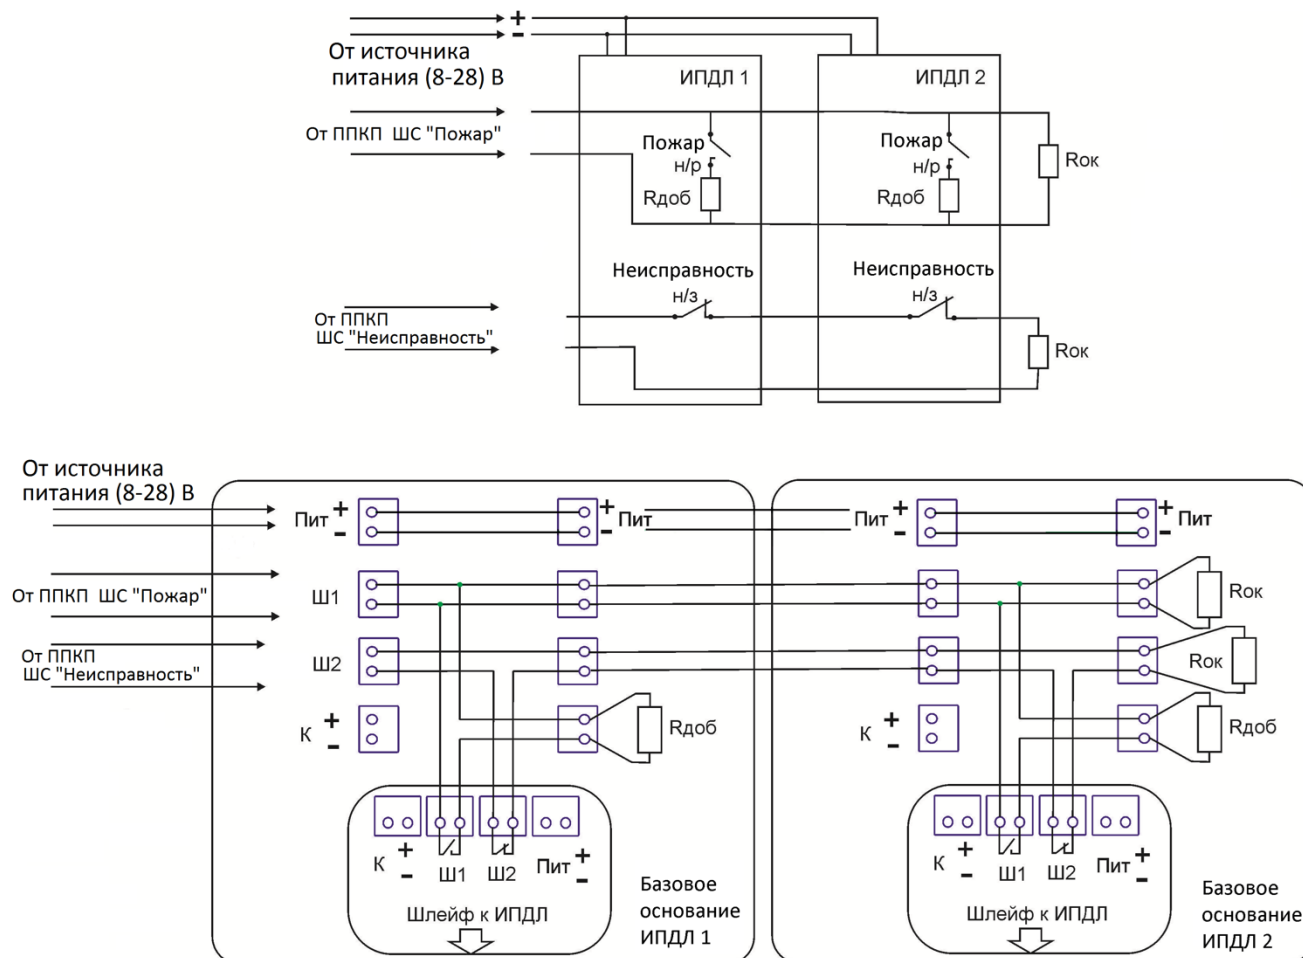 +
-
От источника
питания (8-28) В
ИПДЛ 1
ИПДЛ 2
От ППКП ШС "Пожар"
Пожар
н/р
Rдоб
Пожар
н/р
Rдоб
Rок
Неисправность
н/з
Неисправность
н/з
От ППКП
ШС "Неисправность"
Rок
От источника
питания (8-28) В
Пит + -
+ - Пит
Пит + -
+ - Пит
От ППКП ШС "Пожар"
Ш1
Rок
От ППКП
ШС "Неисправность"
Ш2
Rок
К + -
Rдоб
К + -
Rдоб
К + - Ш1 Ш2 Пит + -
Шлейф к ИПДЛ
Базовое
основание
ИПДЛ 1
К + - Ш1 Ш2 Пит + -
Шлейф к ИПДЛ
Базовое
основание
ИПДЛ 2